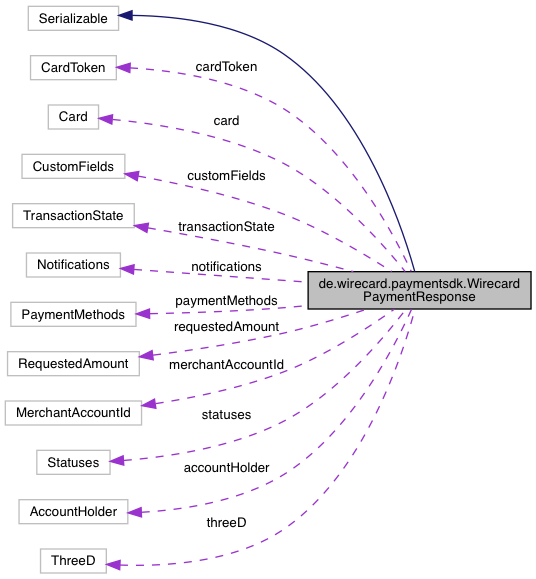 Serializable
CardToken
cardToken
Card
card
CustomFields
customFields
TransactionState
transactionState
Notifications
notifications
de.wirecard.paymentsdk.Wirecard
PaymentResponse
PaymentMethods
paymentMethods
requestedAmount
RequestedAmount
merchantAccountId
MerchantAccountId
statuses
Statuses
accountHolder
AccountHolder
threeD
ThreeD